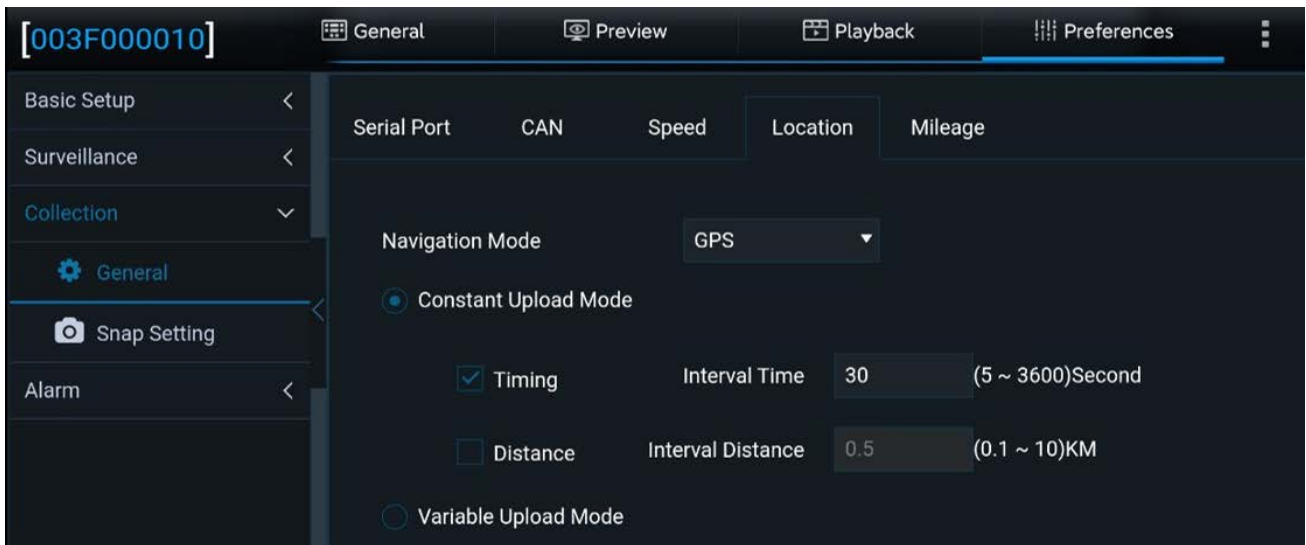 [003F000010]
General
Preview
Playback
Preferences
Basic Setup
Surveillance
Collection
General
Snap Setting
Alarm
Serial Port
CAN
Speed
Location
Mileage
Navigation Mode GPS
Constant Upload Mode
Timing Interval Time 30 (5 ~ 3600)Second
Distance Interval Distance 0.5 (0.1 ~ 10)KM
Variable Upload Mode